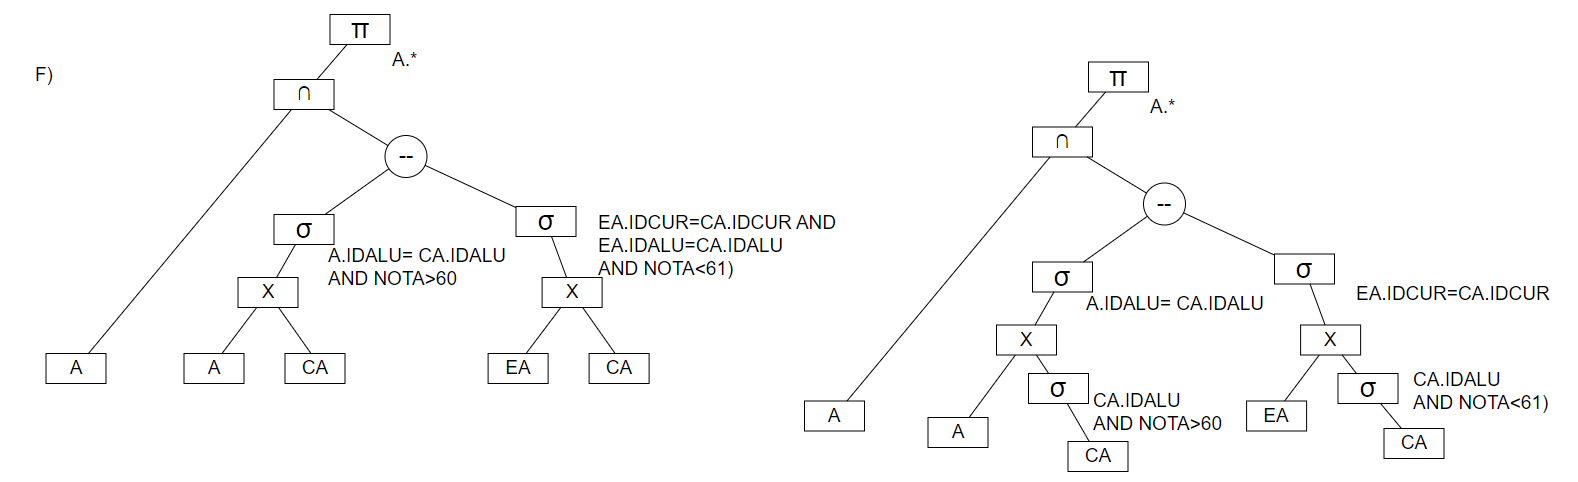 F)
π
A.*
∩
--
σ
A.IDALU= CA.IDALU
AND NOTA>60
σ
EA.IDCUR=CA.IDCUR AND
EA.IDALU=CA.IDALU
AND NOTA<61)
X
X
A
A
CA
EA
CA
π
A.*
∩
--
σ
A.IDALU= CA.IDALU
σ
EA.IDCUR=CA.IDCUR
X
X
σ
CA.IDALU
AND NOTA>60
σ
CA.IDALU
AND NOTA<61)
A
A
CA
EA
CA